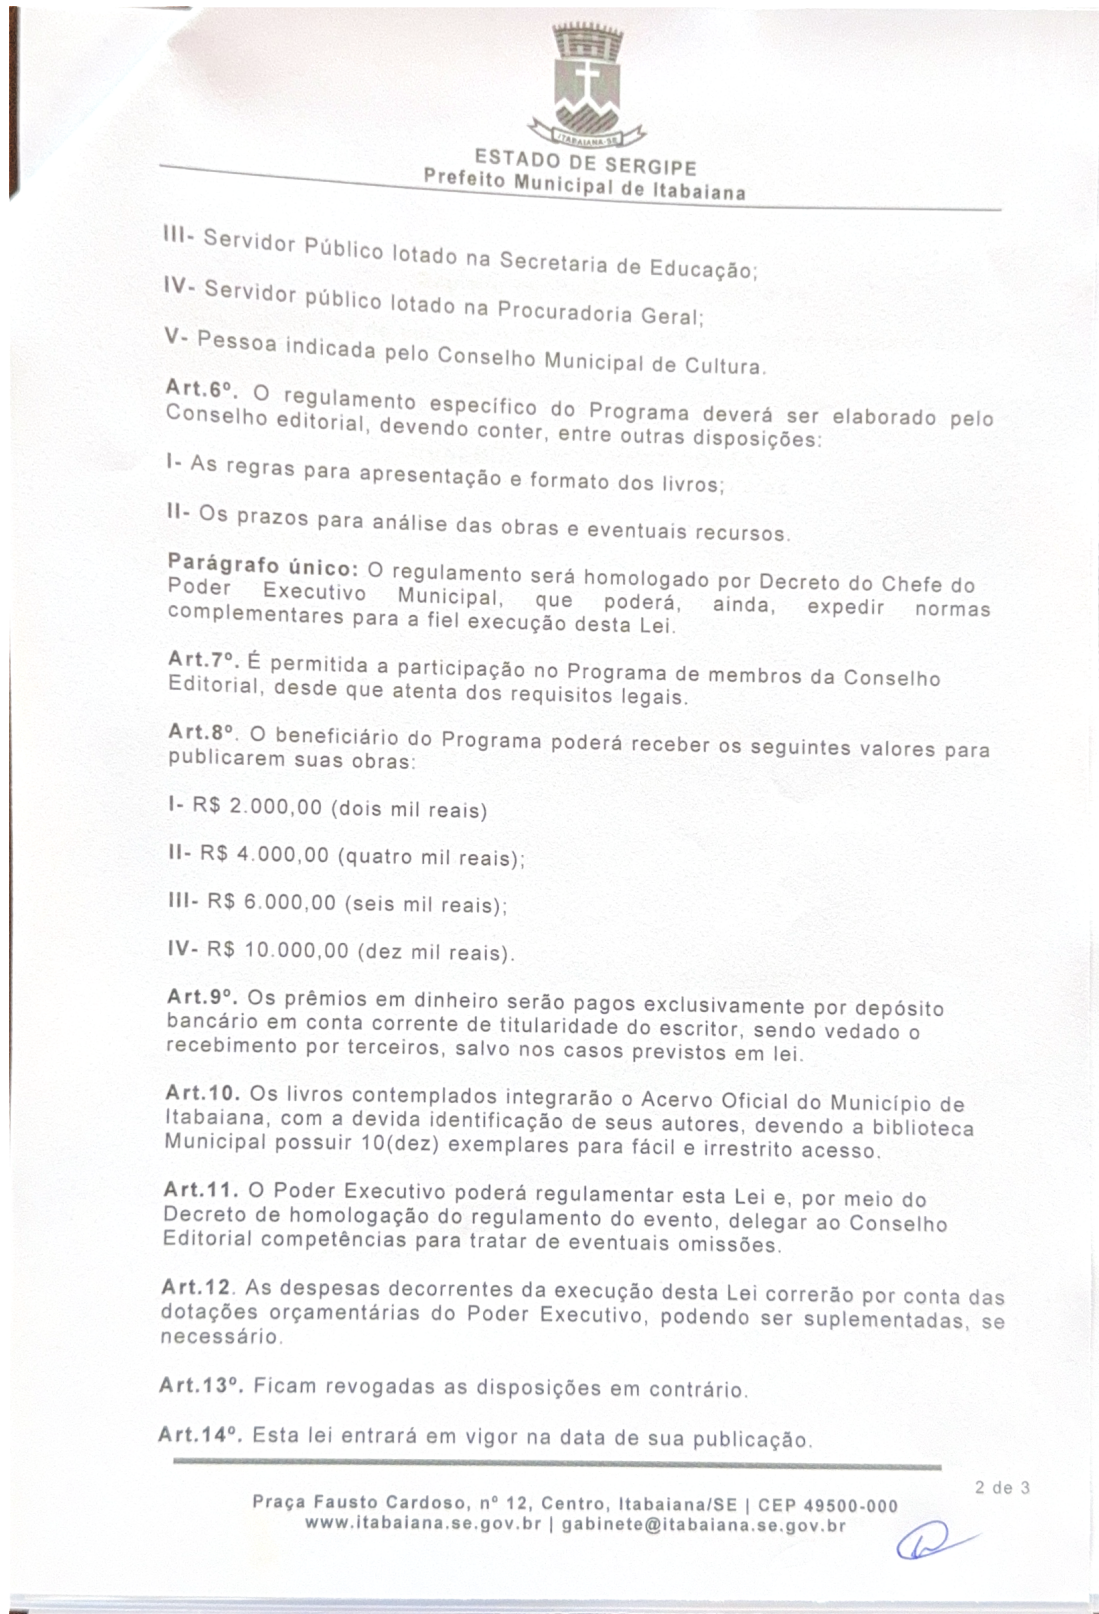 ITABAIANA-SE
ESTADO DE SERGIPE
Prefeito Municipal de Itabaiana
III- Servidor Público lotado na Secretaria de Educação;
IV- Servidor público lotado na Procuradoria Geral;
V- Pessoa indicada pelo Conselho Municipal de Cultura.
Art.6º. O regulamento específico do Programa deverá ser elaborado pelo
Conselho editorial, devendo conter, entre outras disposições:
I- As regras para apresentação e formato dos livros;
II- Os prazos para análise das obras e eventuais recursos.
Parágrafo único: O regulamento será homologado por Decreto do Chefe do
Poder Executivo Municipal, que poderá, ainda, expedir normas
complementares para a fiel execução desta Lei.
Art.7º. É permitida a participação no Programa de membros da Conselho
Editorial, desde que atenta dos requisitos legais.
Art.8º. O beneficiário do Programa poderá receber os seguintes valores para
publicarem suas obras:
I- R$ 2.000,00 (dois mil reais)
II- R$ 4.000,00 (quatro mil reais);
III- R$ 6.000,00 (seis mil reais);
IV- R$ 10.000,00 (dez mil reais).
Art.9º. Os prêmios em dinheiro serão pagos exclusivamente por depósito
bancário em conta corrente de titularidade do escritor, sendo vedado o
recebimento por terceiros, salvo nos casos previstos em lei.
Art.10. Os livros contemplados integrarão o Acervo Oficial do Município de
Itabaiana, com a devida identificação de seus autores, devendo a biblioteca
Municipal possuir 10(dez) exemplares para fácil e irrestrito acesso.
Art.11. O Poder Executivo poderá regulamentar esta Lei e, por meio do
Decreto de homologação do regulamento do evento, delegar ao Conselho
Editorial competências para tratar de eventuais omissões.
Art.12. As despesas decorrentes da execução desta Lei correrão por conta das
dotações orçamentárias do Poder Executivo, podendo ser suplementadas, se
necessário.
Art.13º. Ficam revogadas as disposições em contrário.
Art.14º. Esta lei entrará em vigor na data de sua publicação.
2 de 3
Praça Fausto Cardoso, nº 12, Centro, Itabaiana/SE | CEP 49500-000
www.itabaiana.se.gov.br | gabinete@itabaiana.se.gov.br